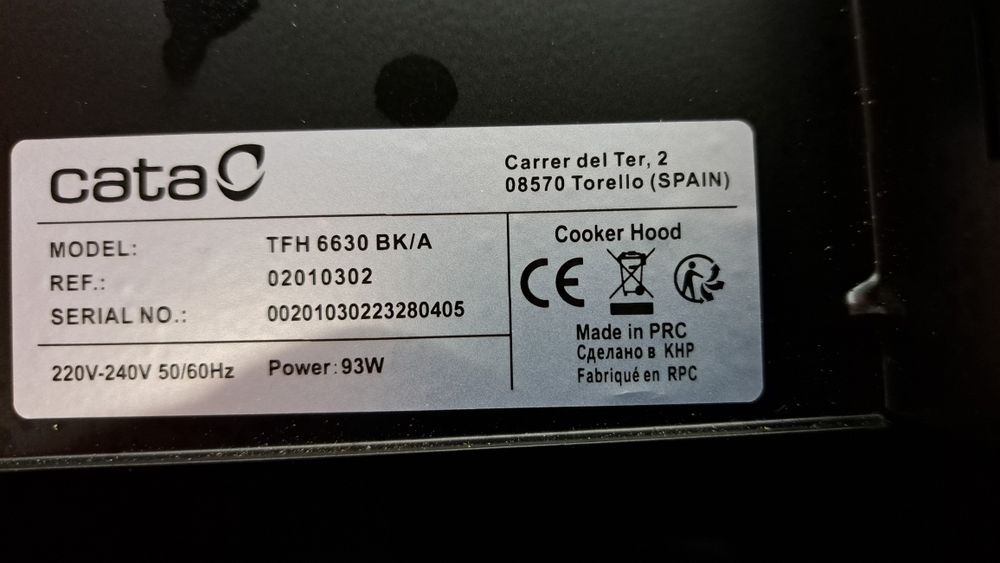 cata
Carrer del Ter, 2
08570 Torello (SPAIN)
MODEL: TFH 6630 BK/A
REF.: 02010302
SERIAL NO.: 00201030223280405
220V-240V 50/60Hz Power: 93W
Cooker Hood
CE
Made in PRC
Сделано в КНР
Fabriqué en RPC